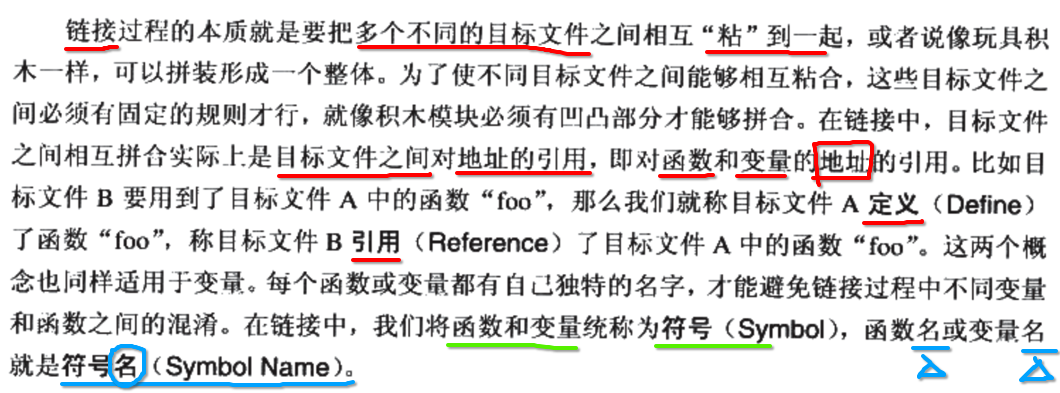 链接过程的本质就是要把多个不同的目标文件之间相互“粘”到一起，或者说像玩具积
木一样，可以拼装形成一个整体。为了使不同目标文件之间能够相互粘合，这些目标文件之
间必须有固定的规则才行，就像积木模块必须有凹凸部分才能够拼合。在链接中，目标文件
之间相互拼合实际上是目标文件之间对地址的引用，即对函数和变量的地址的引用。比如目
标文件 B 要用到了目标文件 A 中的函数“foo”，那么我们就称目标文件 A 定义（Define）
了函数“foo”，称目标文件 B 引用（Reference）了目标文件 A 中的函数“foo”。这两个概
念也同样适用于变量。每个函数或变量都有自己独特的名字，才能避免链接过程中不同变量
和函数之间的混淆。在链接中，我们将函数和变量统称为符号（Symbol），函数名或变量名
就是符号名（Symbol Name）。